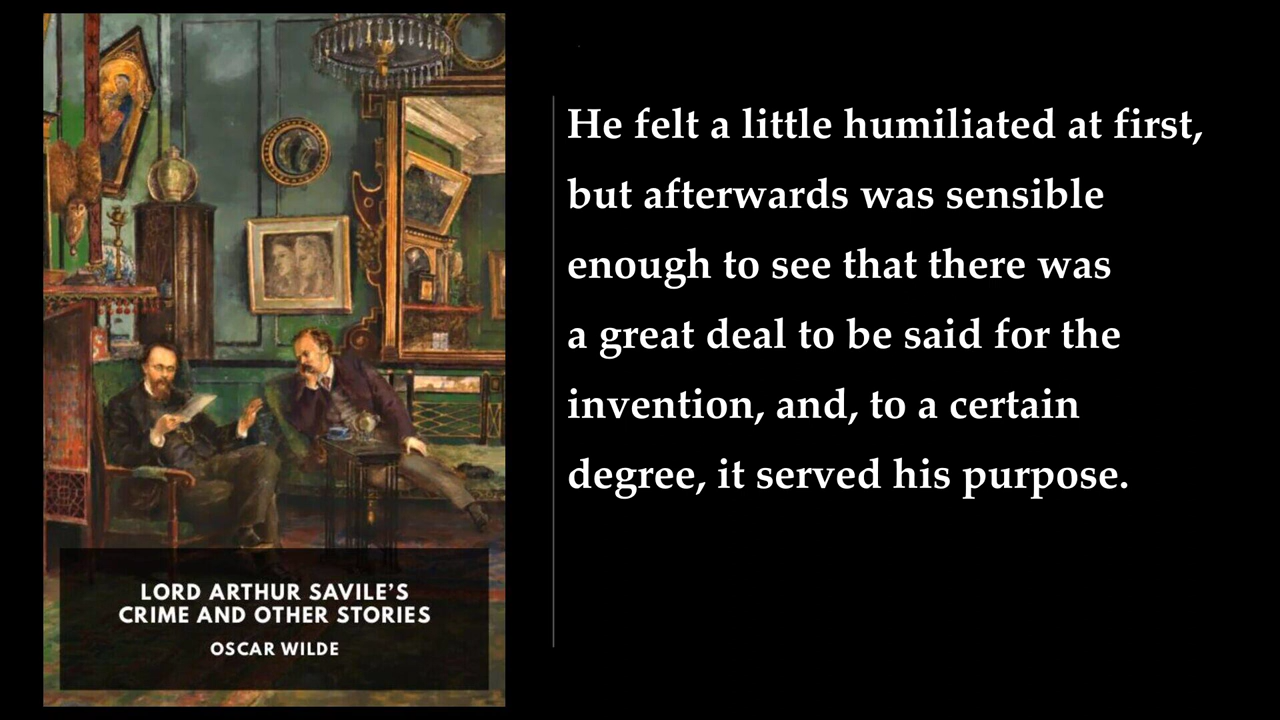 LORD ARTHUR SAVILE’S
CRIME AND OTHER STORIES
OSCAR WILDE
He felt a little humiliated at first,
but afterwards was sensible
enough to see that there was
a great deal to be said for the
invention, and, to a certain
degree, it served his purpose.